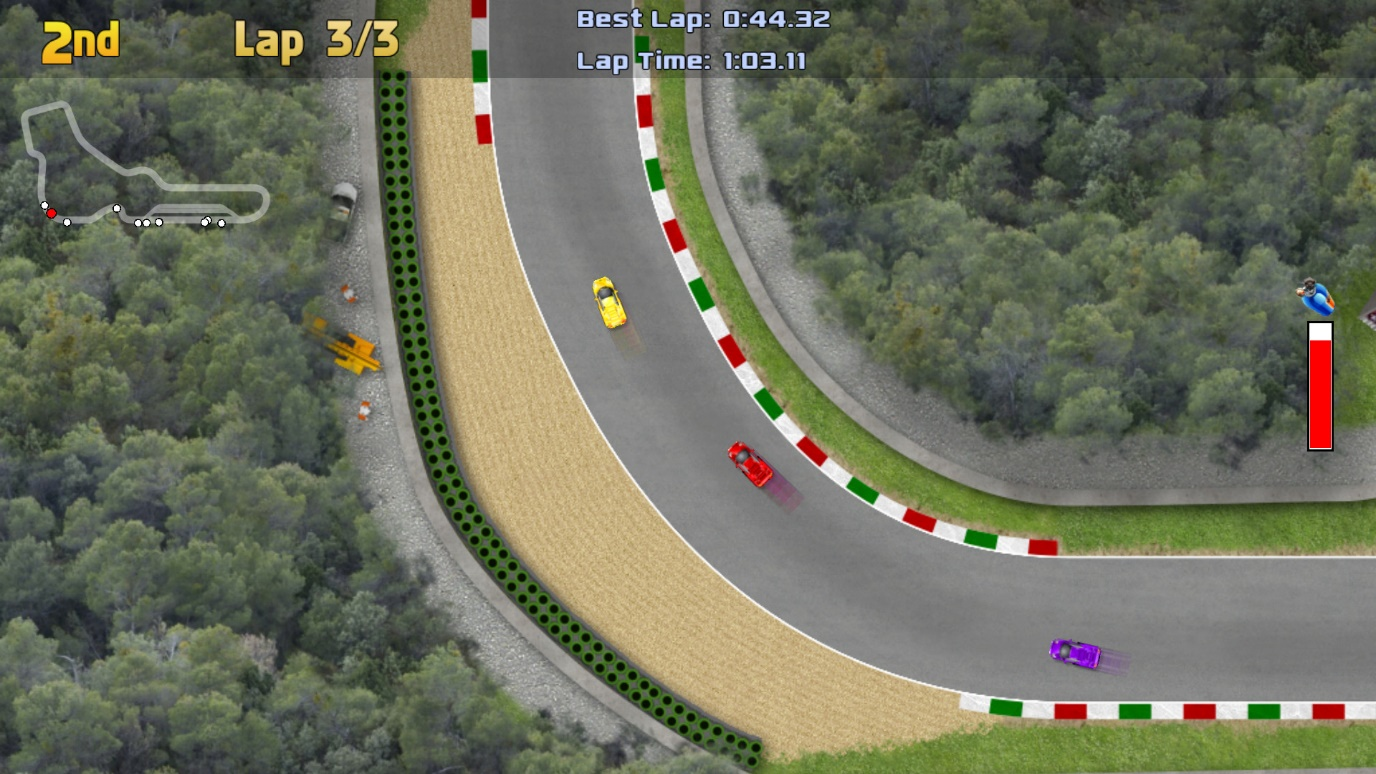 2nd
Lap 3/3
Best Lap: 0:44.32
Lap Time: 1:03.11